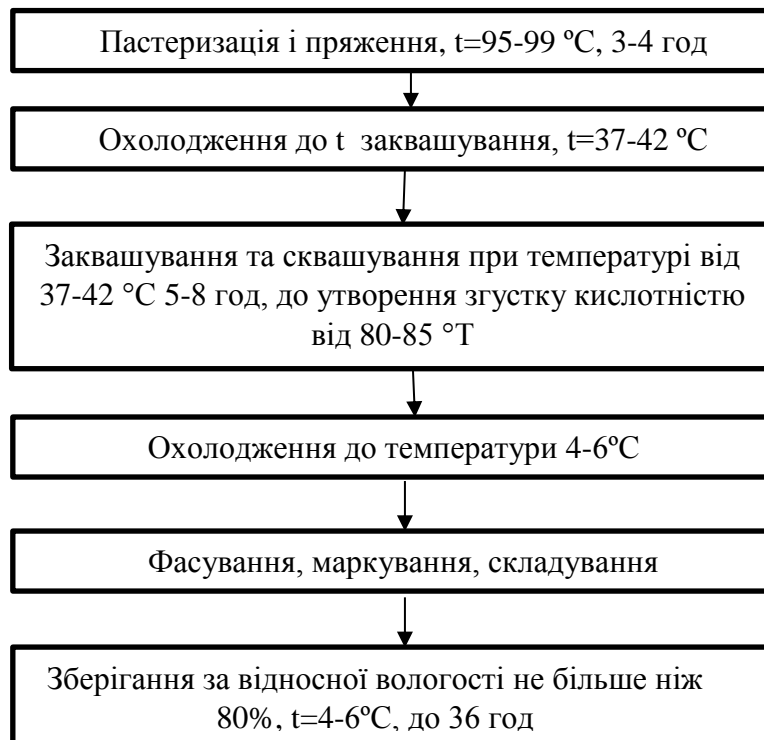 Пастеризація і пряження, t=95-99 ºС, 3-4 год
Охолодження до t заквашування, t=37-42 ºС
Заквашування та сквашування при температурі від
37-42 °С 5-8 год, до утворення згустку кислотністю
від 80-85 °Т
Охолодження до температури 4-6ºС
Фасування, маркування, складування
Зберігання за відносної вологості не більше ніж
80%, t=4-6ºС, до 36 год